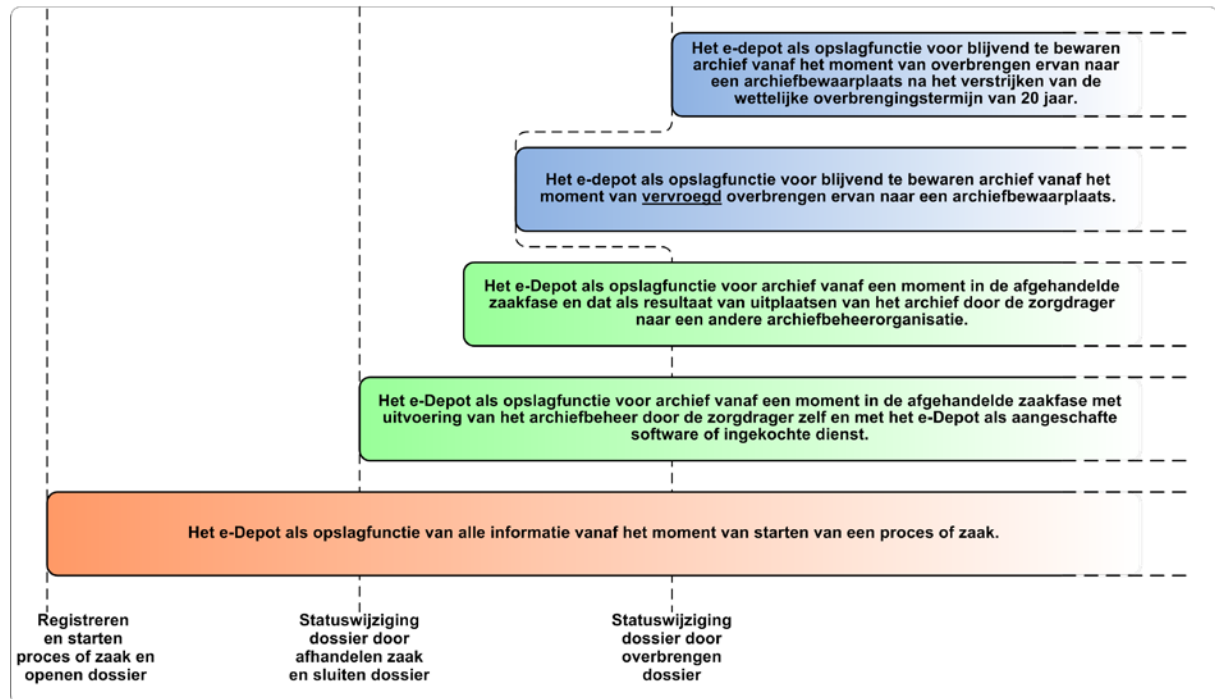 Het e-depot als opslagfunctie voor blijvend te bewaren
archief vanaf het moment van overbrengen ervan naar
een archiefbewaarplaats na het verstrijken van de
wettelijke overbrengingstermijn van 20 jaar.
Het e-depot als opslagfunctie voor blijvend te bewaren archief vanaf het
moment van vervroegd overbrengen ervan naar een archiefbewaarplaats.
Het e-Depot als opslagfunctie voor archief vanaf een moment in de afgehandelde
zaakfase en dat als resultaat van uitplaatsen van het archief door de zorgdrager
naar een andere archiefbeheerorganisatie.
Het e-Depot als opslagfunctie voor archief vanaf een moment in de afgehandelde zaakfase met
uitvoering van het archiefbeheer door de zorgdrager zelf en met het e-Depot als aangeschafte
software of ingekochte dienst.
Het e-Depot als opslagfunctie van alle informatie vanaf het moment van starten van een proces of zaak.
Registreren
en starten
proces of zaak en
openen dossier
Statuswijziging
dossier door
afhandelen zaak
en sluiten dossier
Statuswijziging
dossier door
overbrengen
dossier